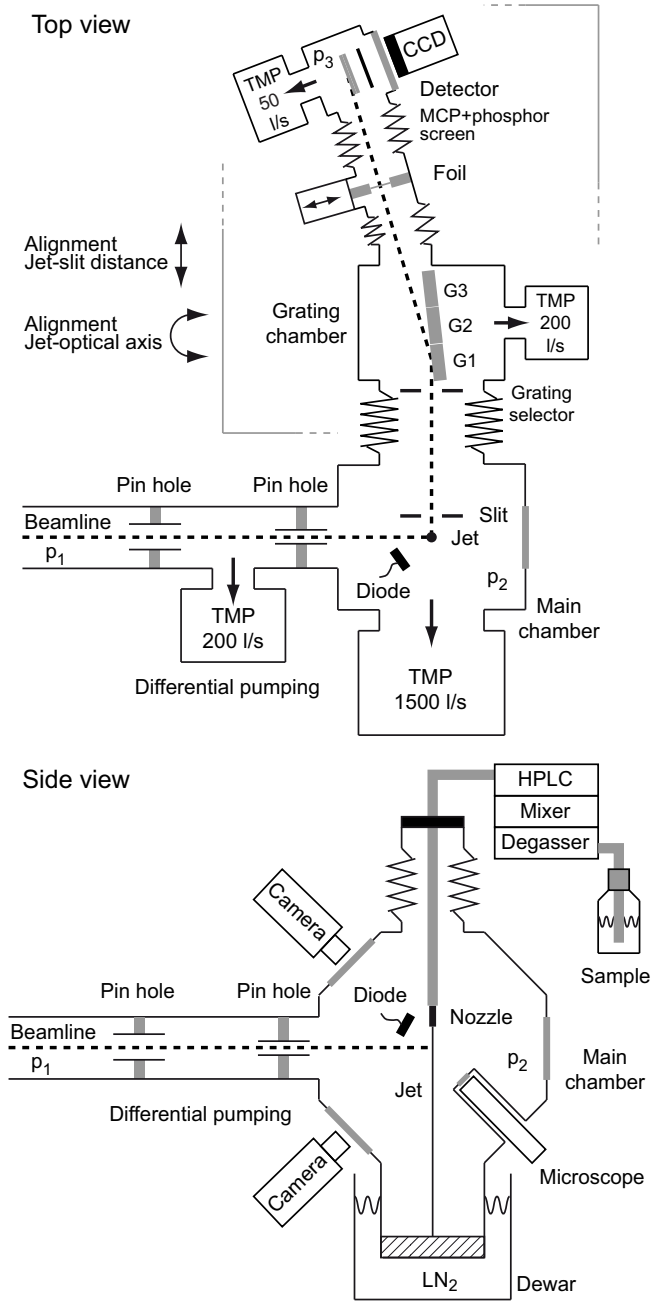 Top view
CCD
p3
TMP
50
l/s
Detector
MCP+phosphor
screen
Foil
Alignment
Jet-slit distance
G3
G2
G1
TMP
200
l/s
Grating
chamber
Alignment
Jet-optical axis
Grating
selector
Pin hole
Pin hole
Beamline
Slit
Jet
p1
Diode
p2
Main
chamber
TMP
200 l/s
TMP
1500 l/s
Differential pumping
Side view
HPLC
Mixer
Degasser
Camera
Sample
Pin hole
Pin hole
Diode
Nozzle
Beamline
p1
p2
Main
chamber
Jet
Differential pumping
Camera
Microscope
LN2
Dewar